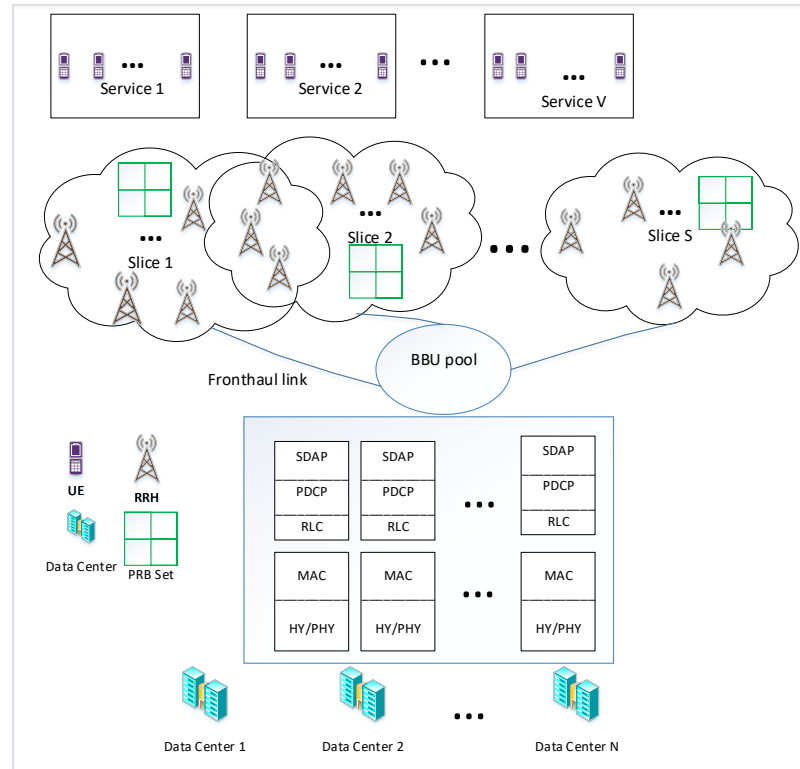 Service 1
Service 2
Service V
Slice 1
Slice 2
Slice S
BBU pool
Fronthaul link
UE
RRH
Data Center
PRB Set
SDAP
SDAP
SDAP
PDCP
PDCP
PDCP
RLC
RLC
RLC
MAC
MAC
MAC
HY/PHY
HY/PHY
HY/PHY
Data Center 1
Data Center 2
Data Center N